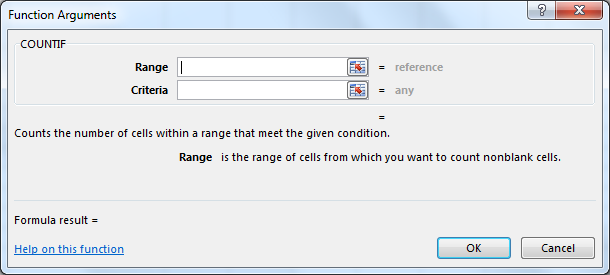 Function Arguments
COUNTIF
Range = reference
Criteria = any
=
Counts the number of cells within a range that meet the given condition.
Range is the range of cells from which you want to count nonblank cells.
Formula result =
Help on this function
OK Cancel